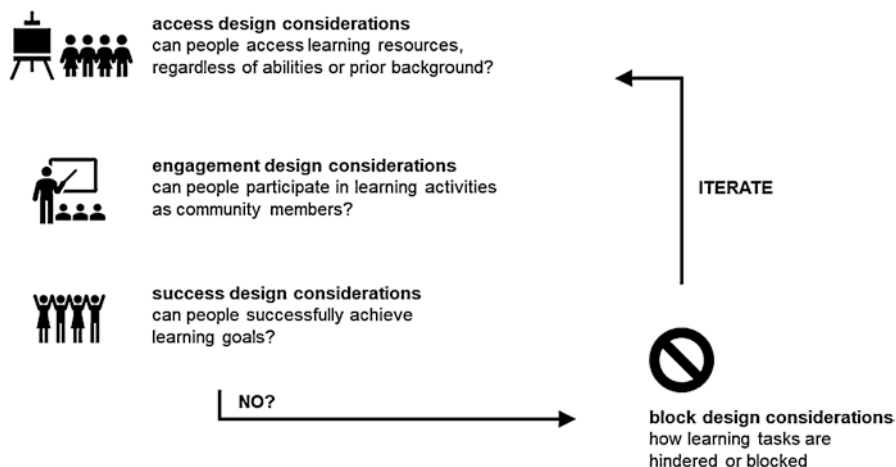 access design considerations
can people access learning resources,
regardless of abilities or prior background?
engagement design considerations
can people participate in learning activities
as community members?
ITERATE
success design considerations
can people successfully achieve
learning goals?
NO?
block design considerations
how learning tasks are
hindered or blocked